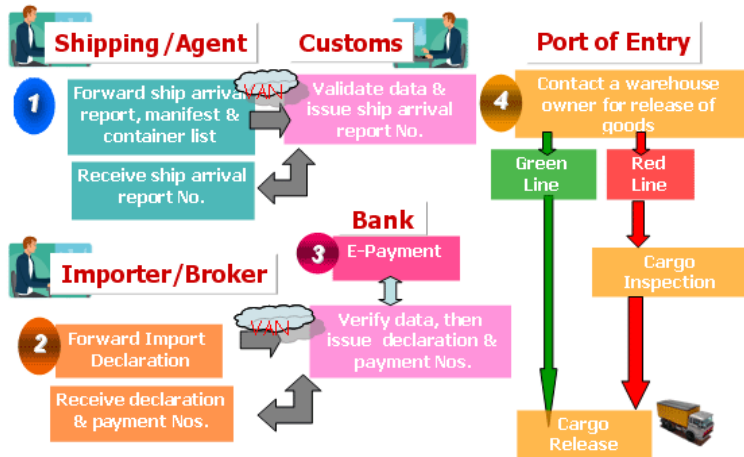 Shipping/Agent
Customs
Port of Entry
1
Forward ship arrival
report, manifest &
container list
VAN
Validate data &
issue ship arrival
report No.
4
Contact a warehouse
owner for release of
goods
Receive ship arrival
report No.
Green
Line
Red
Line
Bank
3
E-Payment
Importer/Broker
Cargo
Inspection
2
Forward Import
Declaration
VAN
Verify data, then
issue declaration &
payment Nos.
Receive declaration
& payment Nos.
Cargo
Release